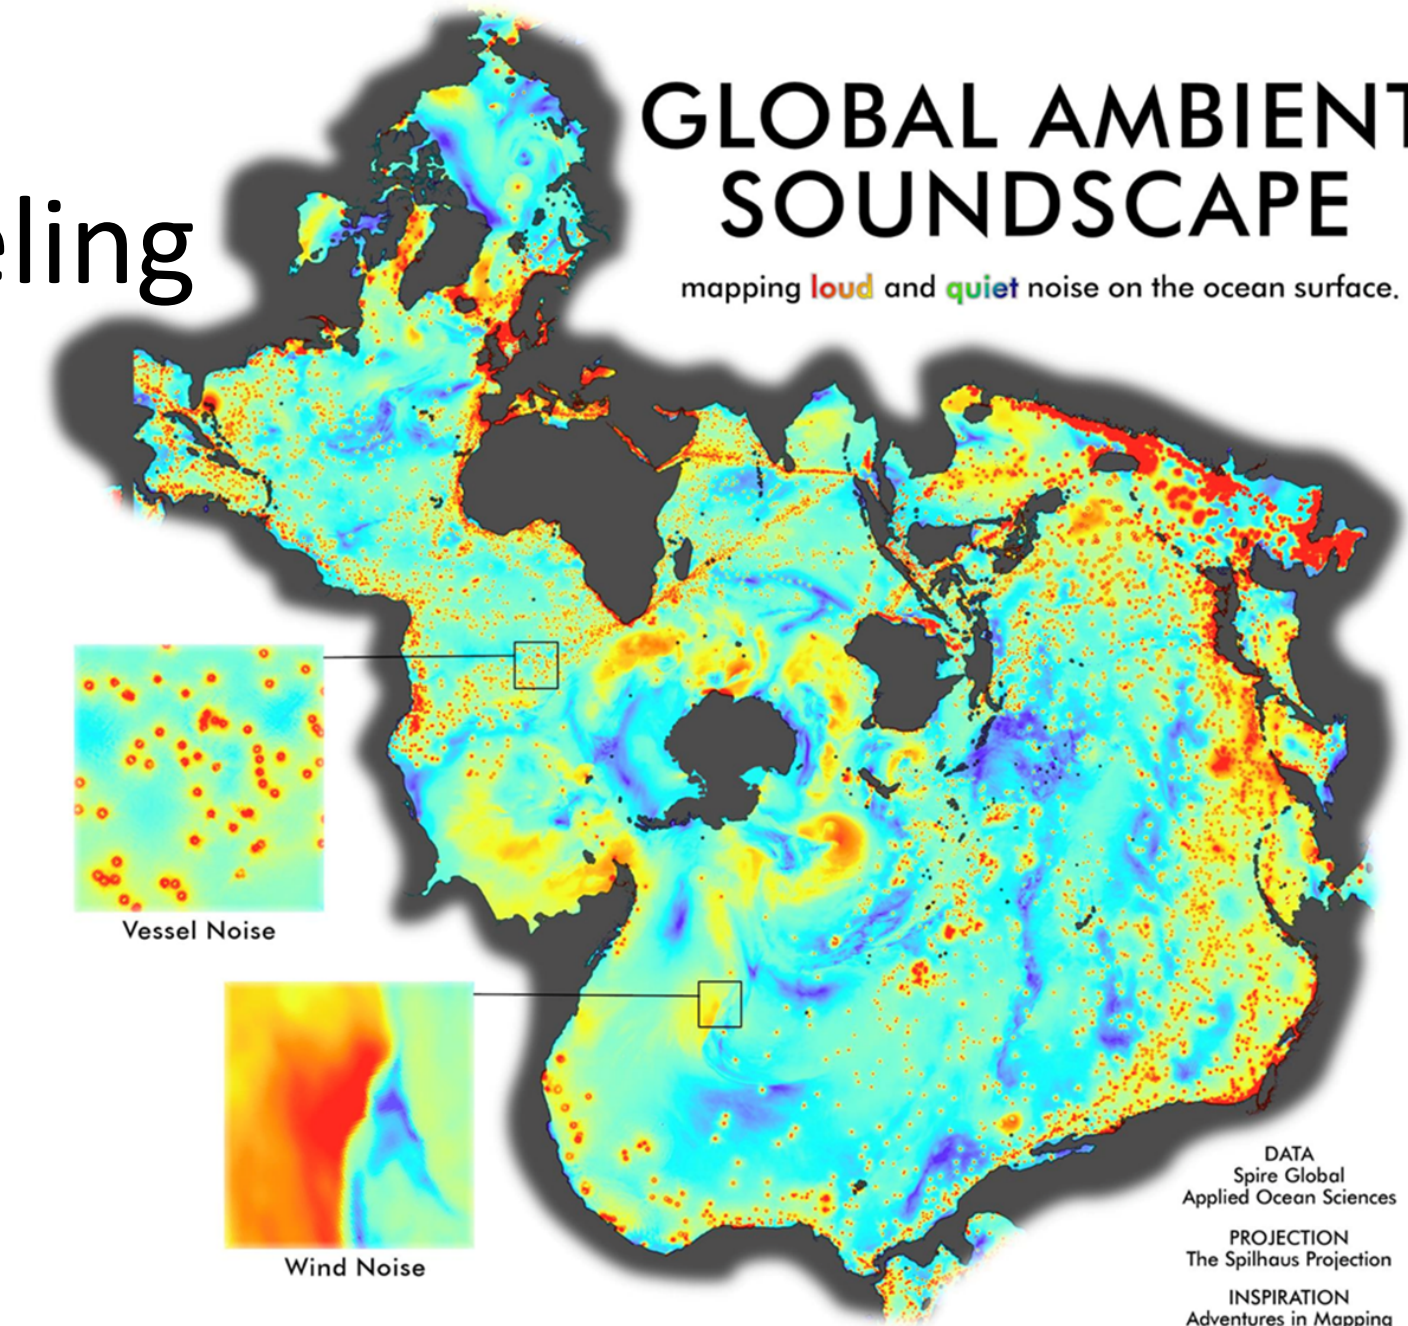 eling
GLOBAL AMBIENT
SOUNDSCAPE
mapping loud and quiet noise on the ocean surface.
Vessel Noise
Wind Noise
DATA
Spire Global
Applied Ocean Sciences
PROJECTION
The Spilhaus Projection
INSPIRATION
Adventures in Mapping